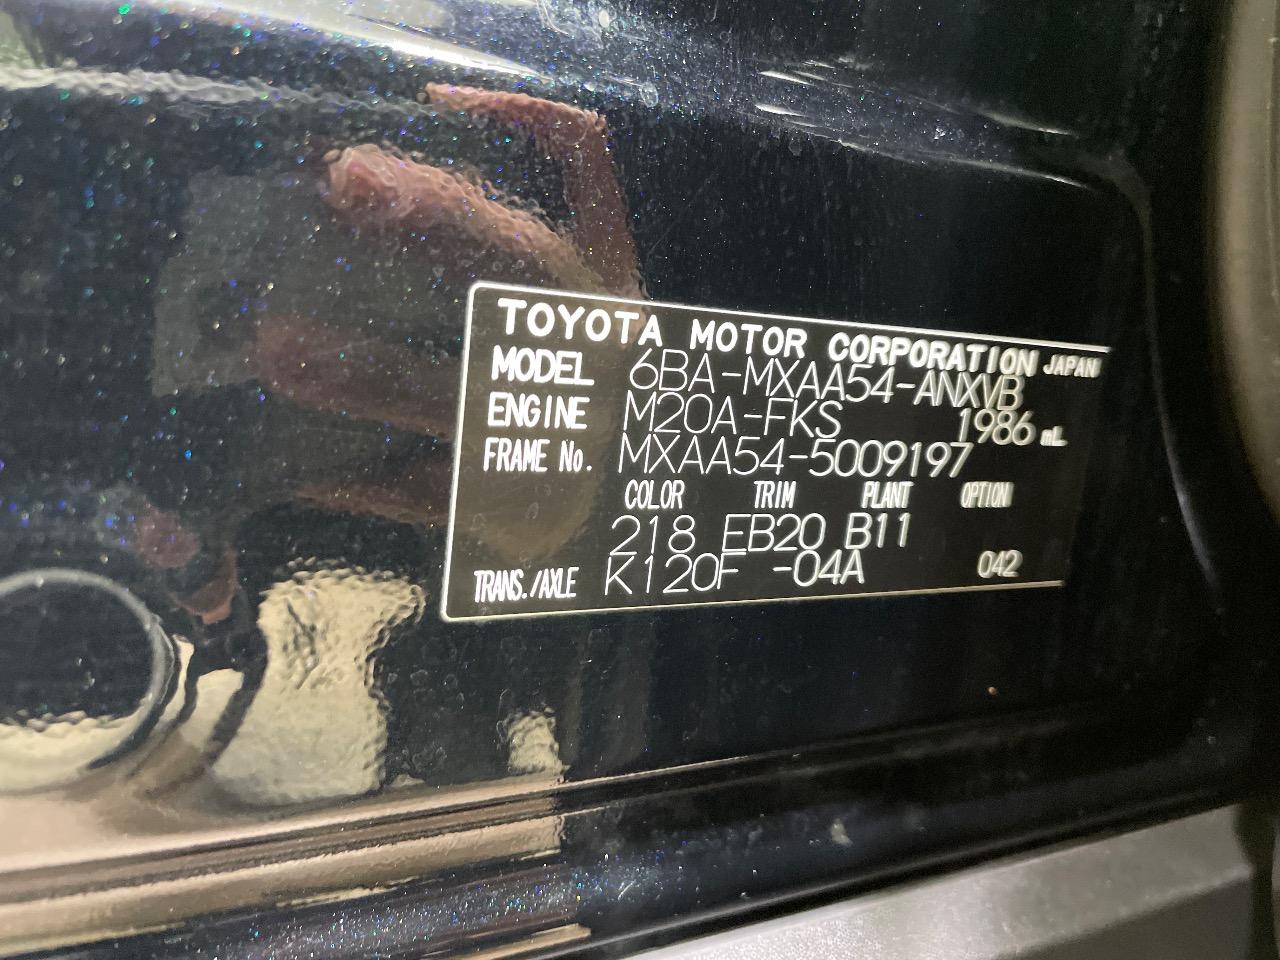 TOYOTA MOTOR CORPORATION JAPAN
MODEL 6BA-MXAA54-ANXVB
ENGINE M20A-FKS 1986 mL
FRAME No. MXAA54-5009197
COLOR TRIM PLANT OPTION
218 EB20 B11
TRANS./AXLE K120F -04A 042